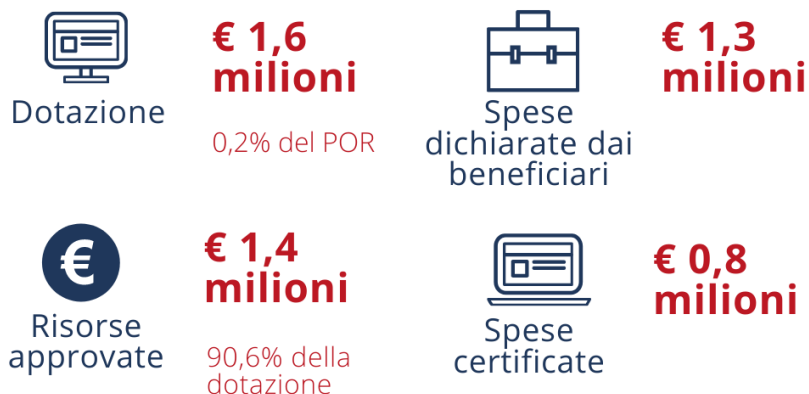 Dotazione
€ 1,6
milioni
0,2% del POR
Spese
dichiarate dai
beneficiari
€ 1,3
milioni
€
Risorse
approvate
€ 1,4
milioni
90,6% della
dotazione
Spese
certificate
€ 0,8
milioni